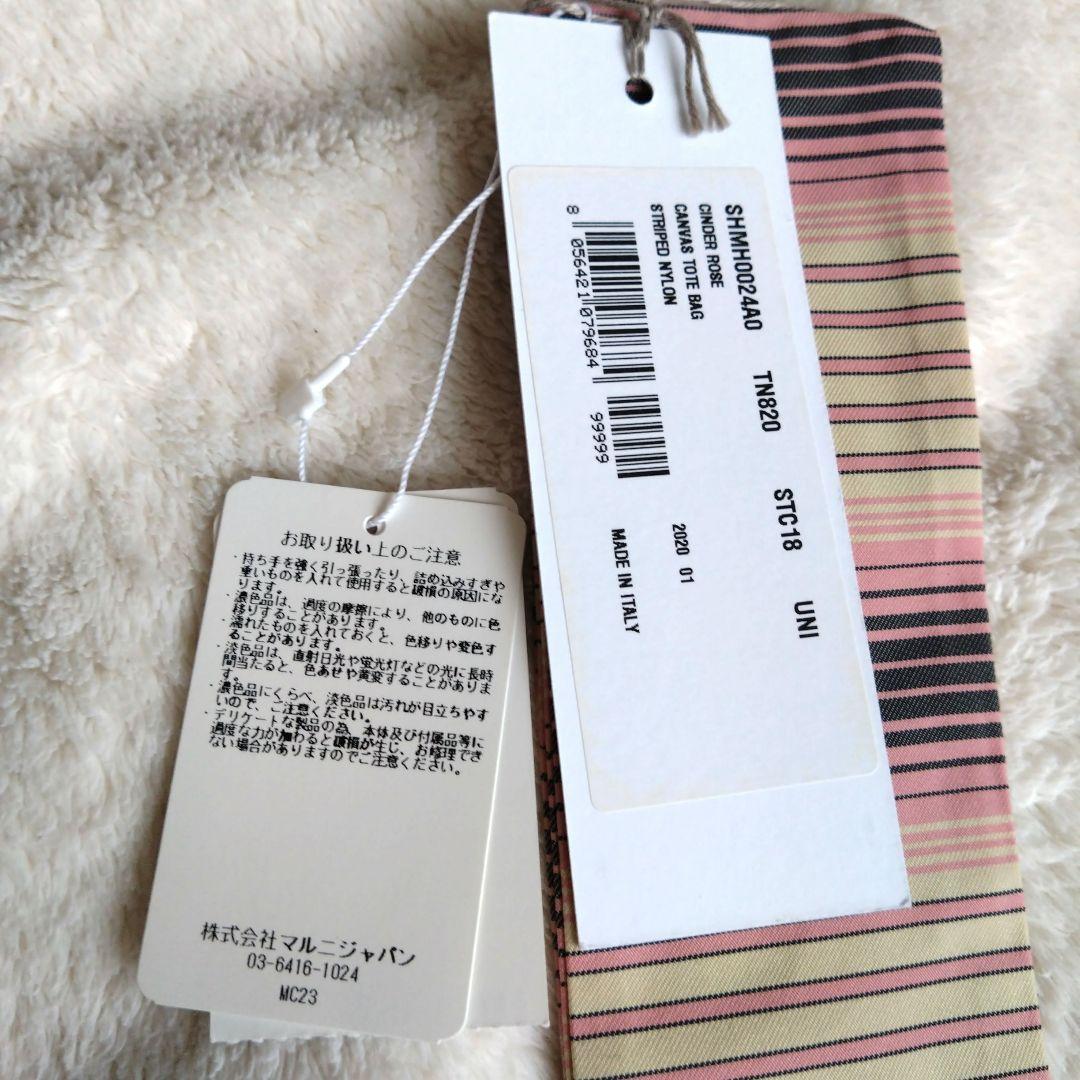 お取り扱い上のご注意
・持ち手を強く引っ張ったり、詰め込みすぎや
重いものを入れて使用すると破損の原因にな
ります。
・濃色品は、過度の摩擦により、他のものに色
移りすることがあります。
・濡れたものを入れておくと、色移りや変色す
ることがあります。
・淡色品は、直射日光や蛍光灯などの光に長時
間当たると、色あせや黄変することがありま
す。
・濃色品にくらべ、淡色品は汚れが目立ちやす
いので、ご注意ください。
・デリケートな製品の為、本体及び付属品等に
過度な力が加わると破損が生じ、お修理でき
ない場合がありますのでご注意ください。
株式会社マルニジャパン
03-6416-1024
MC23
SHMH0024A0 TN820 STC18 UNI
CINDER ROSE
CANVAS TOTE BAG
STRIPED NYLON
2020 01
MADE IN ITALY
8 056421 079684
99999